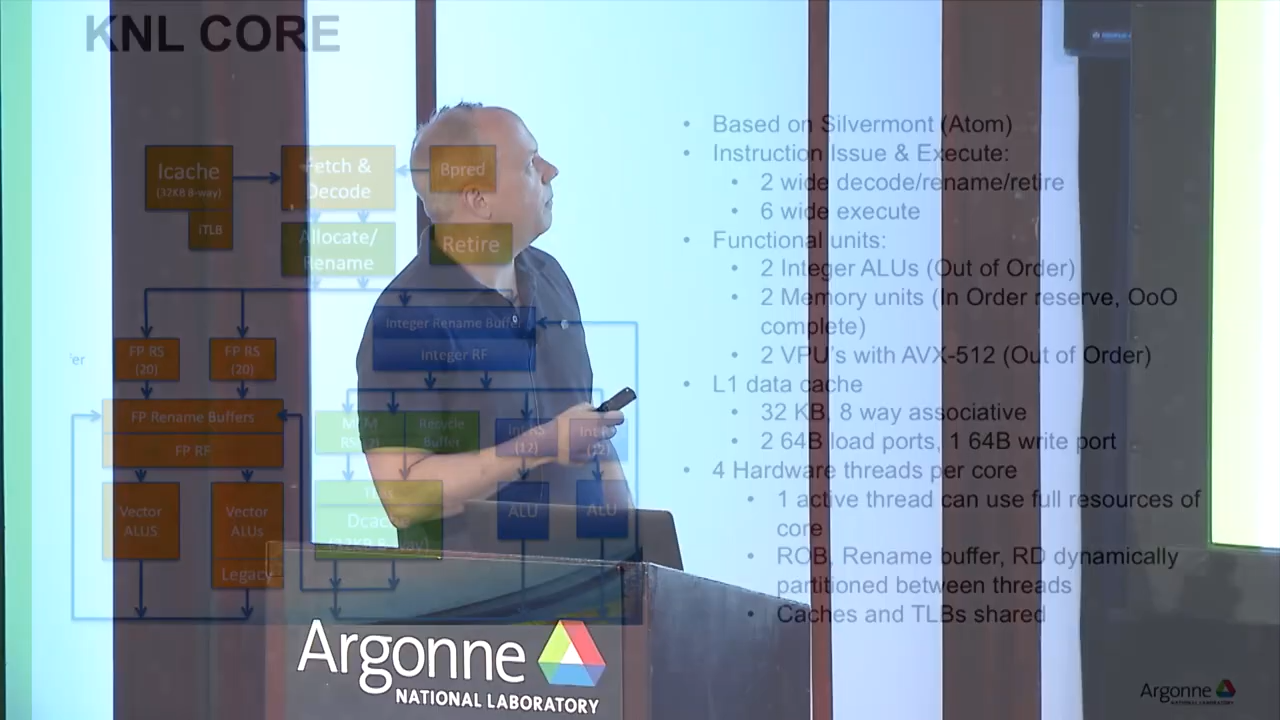 KNL CORE
Icache
(32KB 8-way)
iTLB
Fetch &
Decode
Bpred
Allocate/
Rename
Retire
Integer Rename Buffer
Integer RF
FP RS
(20)
FP RS
(20)
FP Rename Buffers
FP RF
Recycle
Buffer
(12)
(12)
Vector
ALUS
Vector
ALUs
Legacy
ALU
ALU
• Based on Silvermont (Atom)
• Instruction Issue & Execute:
• 2 wide decode/rename/retire
• 6 wide execute
• Functional units:
• 2 Integer ALUs (Out of Order)
• 2 Memory units (In Order reserve, OoO
complete)
• 2 VPU's with AVX-512 (Out of Order)
• L1 data cache
• 32 KB, 8 way associative
• 2 64B load ports, 1 64B write port
• 4 Hardware threads per core
• 1 active thread can use full resources of
core
• ROB, Rename buffer, RD dynamically
partitioned between threads
• Caches and TLBs shared
Argonne
NATIONAL LABORATORY
Argonne
NATIONAL LABORATORY